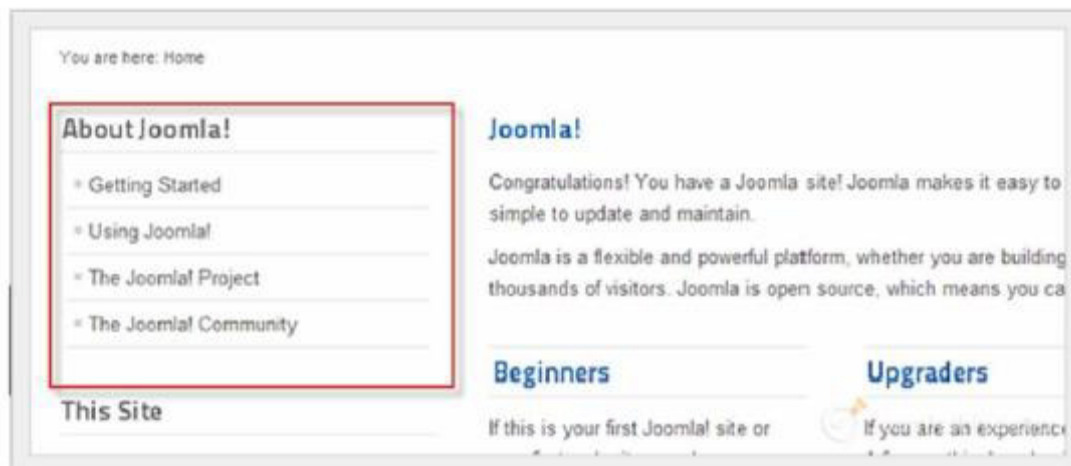 You are here: Home
About Joomla!
Getting Started
Using Joomla!
The Joomla! Project
The Joomla! Community
This Site
Joomla!
Congratulations! You have a Joomla site! Joomla makes it easy to
simple to update and maintain.
Joomla is a flexible and powerful platform, whether you are building
thousands of visitors. Joomla is open source, which means you ca
Beginners
If this is your first Joomla! site or
Upgraders
If you are an experience